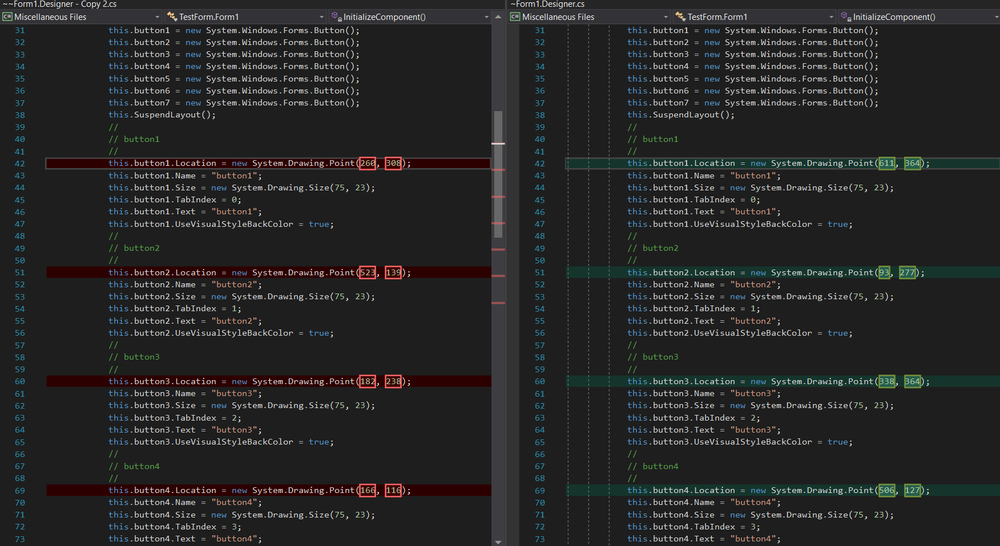 ~~Form1.Designer - Copy 2.cs
C# Miscellaneous Files TestForm.Form1 InitializeComponent()
31 this.button1 = new System.Windows.Forms.Button();
32 this.button2 = new System.Windows.Forms.Button();
33 this.button3 = new System.Windows.Forms.Button();
34 this.button4 = new System.Windows.Forms.Button();
35 this.button5 = new System.Windows.Forms.Button();
36 this.button6 = new System.Windows.Forms.Button();
37 this.button7 = new System.Windows.Forms.Button();
38 this.SuspendLayout();
39 //
40 // button1
41 //
42 this.button1.Location = new System.Drawing.Point(260, 308);
43 this.button1.Name = "button1";
44 this.button1.Size = new System.Drawing.Size(75, 23);
45 this.button1.TabIndex = 0;
46 this.button1.Text = "button1";
47 this.button1.UseVisualStyleBackColor = true;
48 //
49 // button2
50 //
51 this.button2.Location = new System.Drawing.Point(523, 139);
52 this.button2.Name = "button2";
53 this.button2.Size = new System.Drawing.Size(75, 23);
54 this.button2.TabIndex = 1;
55 this.button2.Text = "button2";
56 this.button2.UseVisualStyleBackColor = true;
57 //
58 // button3
59 //
60 this.button3.Location = new System.Drawing.Point(182, 238);
61 this.button3.Name = "button3";
62 this.button3.Size = new System.Drawing.Size(75, 23);
63 this.button3.TabIndex = 2;
64 this.button3.Text = "button3";
65 this.button3.UseVisualStyleBackColor = true;
66 //
67 // button4
68 //
69 this.button4.Location = new System.Drawing.Point(166, 116);
70 this.button4.Name = "button4";
71 this.button4.Size = new System.Drawing.Size(75, 23);
72 this.button4.TabIndex = 3;
73 this.button4.Text = "button4";
~Form1.Designer.cs
C# Miscellaneous Files TestForm.Form1 InitializeComponent()
31 this.button1 = new System.Windows.Forms.Button();
32 this.button2 = new System.Windows.Forms.Button();
33 this.button3 = new System.Windows.Forms.Button();
34 this.button4 = new System.Windows.Forms.Button();
35 this.button5 = new System.Windows.Forms.Button();
36 this.button6 = new System.Windows.Forms.Button();
37 this.button7 = new System.Windows.Forms.Button();
38 this.SuspendLayout();
39 //
40 // button1
41 //
42 this.button1.Location = new System.Drawing.Point(611, 364);
43 this.button1.Name = "button1";
44 this.button1.Size = new System.Drawing.Size(75, 23);
45 this.button1.TabIndex = 0;
46 this.button1.Text = "button1";
47 this.button1.UseVisualStyleBackColor = true;
48 //
49 // button2
50 //
51 this.button2.Location = new System.Drawing.Point(93, 277);
52 this.button2.Name = "button2";
53 this.button2.Size = new System.Drawing.Size(75, 23);
54 this.button2.TabIndex = 1;
55 this.button2.Text = "button2";
56 this.button2.UseVisualStyleBackColor = true;
57 //
58 // button3
59 //
60 this.button3.Location = new System.Drawing.Point(338, 364);
61 this.button3.Name = "button3";
62 this.button3.Size = new System.Drawing.Size(75, 23);
63 this.button3.TabIndex = 2;
64 this.button3.Text = "button3";
65 this.button3.UseVisualStyleBackColor = true;
66 //
67 // button4
68 //
69 this.button4.Location = new System.Drawing.Point(506, 127);
70 this.button4.Name = "button4";
71 this.button4.Size = new System.Drawing.Size(75, 23);
72 this.button4.TabIndex = 3;
73 this.button4.Text = "button4";